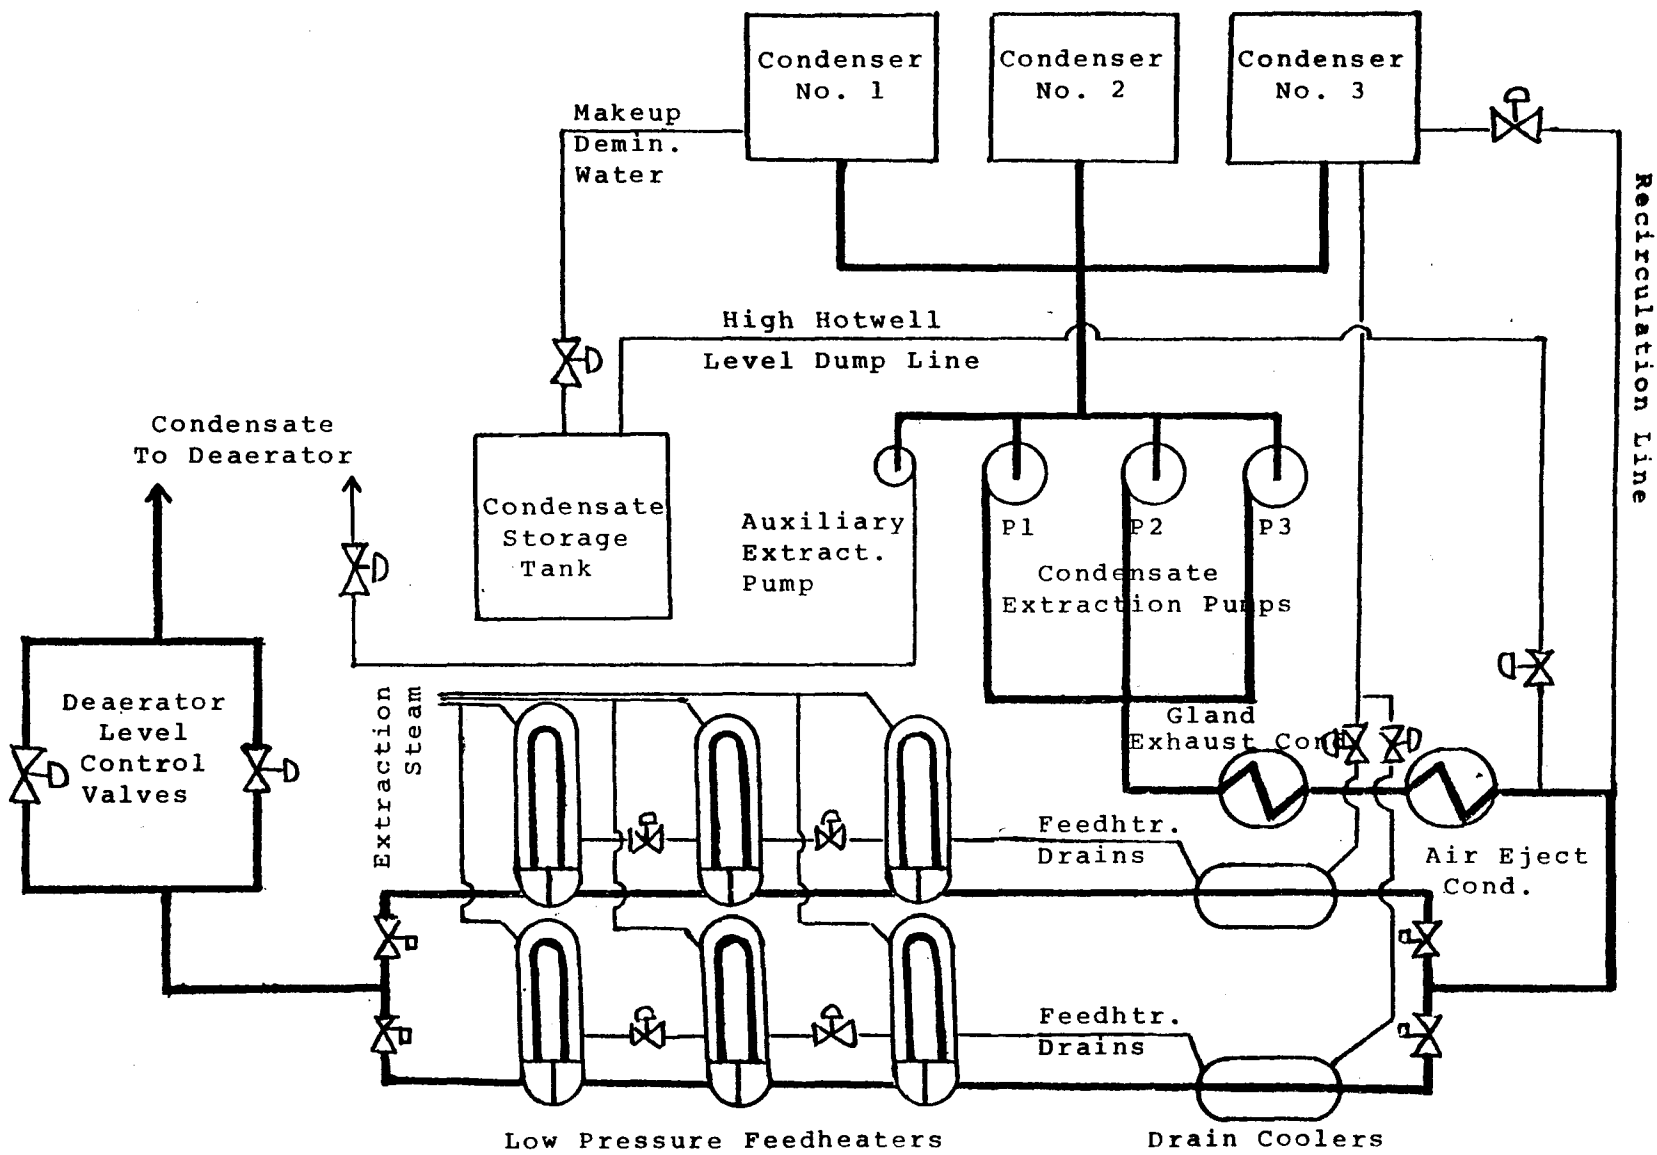 Condenser
No. 1
Condenser
No. 2
Condenser
No. 3
Makeup
Demin.
Water
Recirculation Line
High Hotwell
Level Dump Line
Condensate
To Deaerator
Condensate
Storage
Tank
Auxiliary
Extract.
Pump
P1
P2
P3
Condensate
Extraction Pumps
Deaerator
Level
Control
Valves
Extraction
Steam
Gland
Exhaust Cond
Air Eject
Cond.
Feedhtr.
Drains
Feedhtr.
Drains
Low Pressure Feedheaters
Drain Coolers